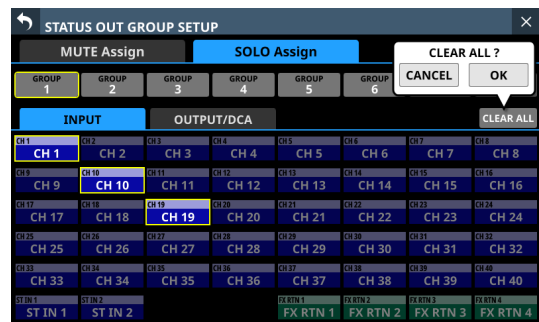 STATUS OUT GROUP SETUP
MUTE Assign
SOLO Assign
CLEAR ALL ?
CANCEL
OK
GROUP 1
GROUP 2
GROUP 3
GROUP 4
GROUP 5
GROUP 6
INPUT
OUTPUT/DCA
CLEAR ALL
CH 1 CH 2 CH 3 CH 4 CH 5 CH 6 CH 7 CH 8
CH 1 CH 2 CH 3 CH 4 CH 5 CH 6 CH 7 CH 8
CH 9 CH 10 CH 11 CH 12 CH 13 CH 14 CH 15 CH 16
CH 9 CH 10 CH 11 CH 12 CH 13 CH 14 CH 15 CH 16
CH 17 CH 18 CH 19 CH 20 CH 21 CH 22 CH 23 CH 24
CH 17 CH 18 CH 19 CH 20 CH 21 CH 22 CH 23 CH 24
CH 25 CH 26 CH 27 CH 28 CH 29 CH 30 CH 31 CH 32
CH 25 CH 26 CH 27 CH 28 CH 29 CH 30 CH 31 CH 32
CH 33 CH 34 CH 35 CH 36 CH 37 CH 38 CH 39 CH 40
CH 33 CH 34 CH 35 CH 36 CH 37 CH 38 CH 39 CH 40
ST IN 1 ST IN 2 FX RTN 1 FX RTN 2 FX RTN 3 FX RTN 4
ST IN 1 ST IN 2 FX RTN 1 FX RTN 2 FX RTN 3 FX RTN 4